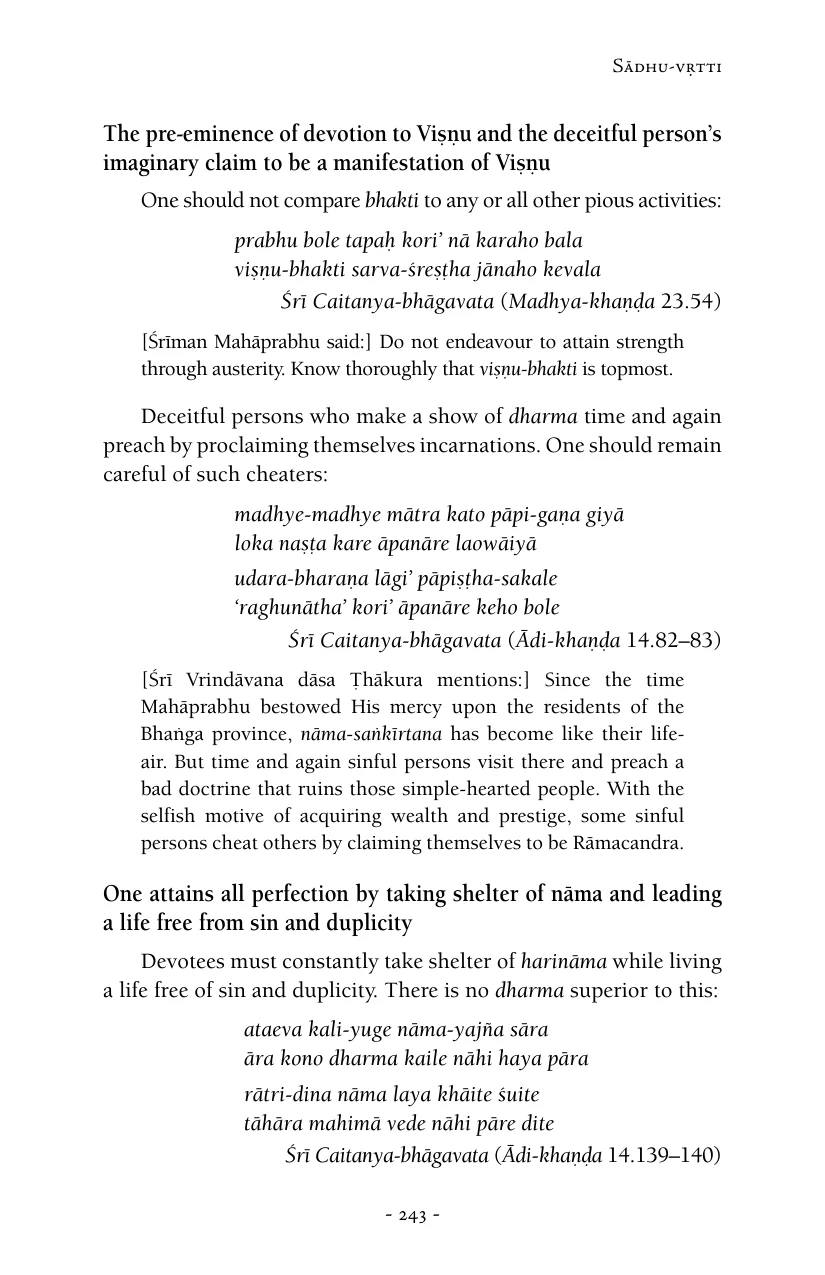 Sādhu-vṛtti
The pre-eminence of devotion to Viṣṇu and the deceitful person’s
imaginary claim to be a manifestation of Viṣṇu
One should not compare bhakti to any or all other pious activities:
prabhu bole tapaḥ kori’ nā karaho bala
viṣṇu-bhakti sarva-śreṣṭha jānaho kevala
Śrī Caitanya-bhāgavata (Madhya-khaṇḍa 23.54)
[Śrīman Mahāprabhu said:] Do not endeavour to attain strength
through austerity. Know thoroughly that viṣṇu-bhakti is topmost.
Deceitful persons who make a show of dharma time and again
preach by proclaiming themselves incarnations. One should remain
careful of such cheaters:
madhye-madhye mātra kato pāpi-gaṇa giyā
loka naṣṭa kare āpanāre laowāiyā
udara-bharaṇa lāgi’ pāpiṣṭha-sakale
‘raghunātha’ kori’ āpanāre keho bole
Śrī Caitanya-bhāgavata (Ādi-khaṇḍa 14.82–83)
[Śrī Vrindāvana dāsa Ṭhākura mentions:] Since the time
Mahāprabhu bestowed His mercy upon the residents of the
Bhaṅga province, nāma-saṅkīrtana has become like their life-
air. But time and again sinful persons visit there and preach a
bad doctrine that ruins those simple-hearted people. With the
selfish motive of acquiring wealth and prestige, some sinful
persons cheat others by claiming themselves to be Rāmacandra.
One attains all perfection by taking shelter of nāma and leading
a life free from sin and duplicity
Devotees must constantly take shelter of harināma while living
a life free of sin and duplicity. There is no dharma superior to this:
ataeva kali-yuge nāma-yajña sāra
āra kono dharma kaile nāhi haya pāra
rātri-dina nāma laya khāite śuite
tāhāra mahimā vede nāhi pāre dite
Śrī Caitanya-bhāgavata (Ādi-khaṇḍa 14.139–140)
- 243 -